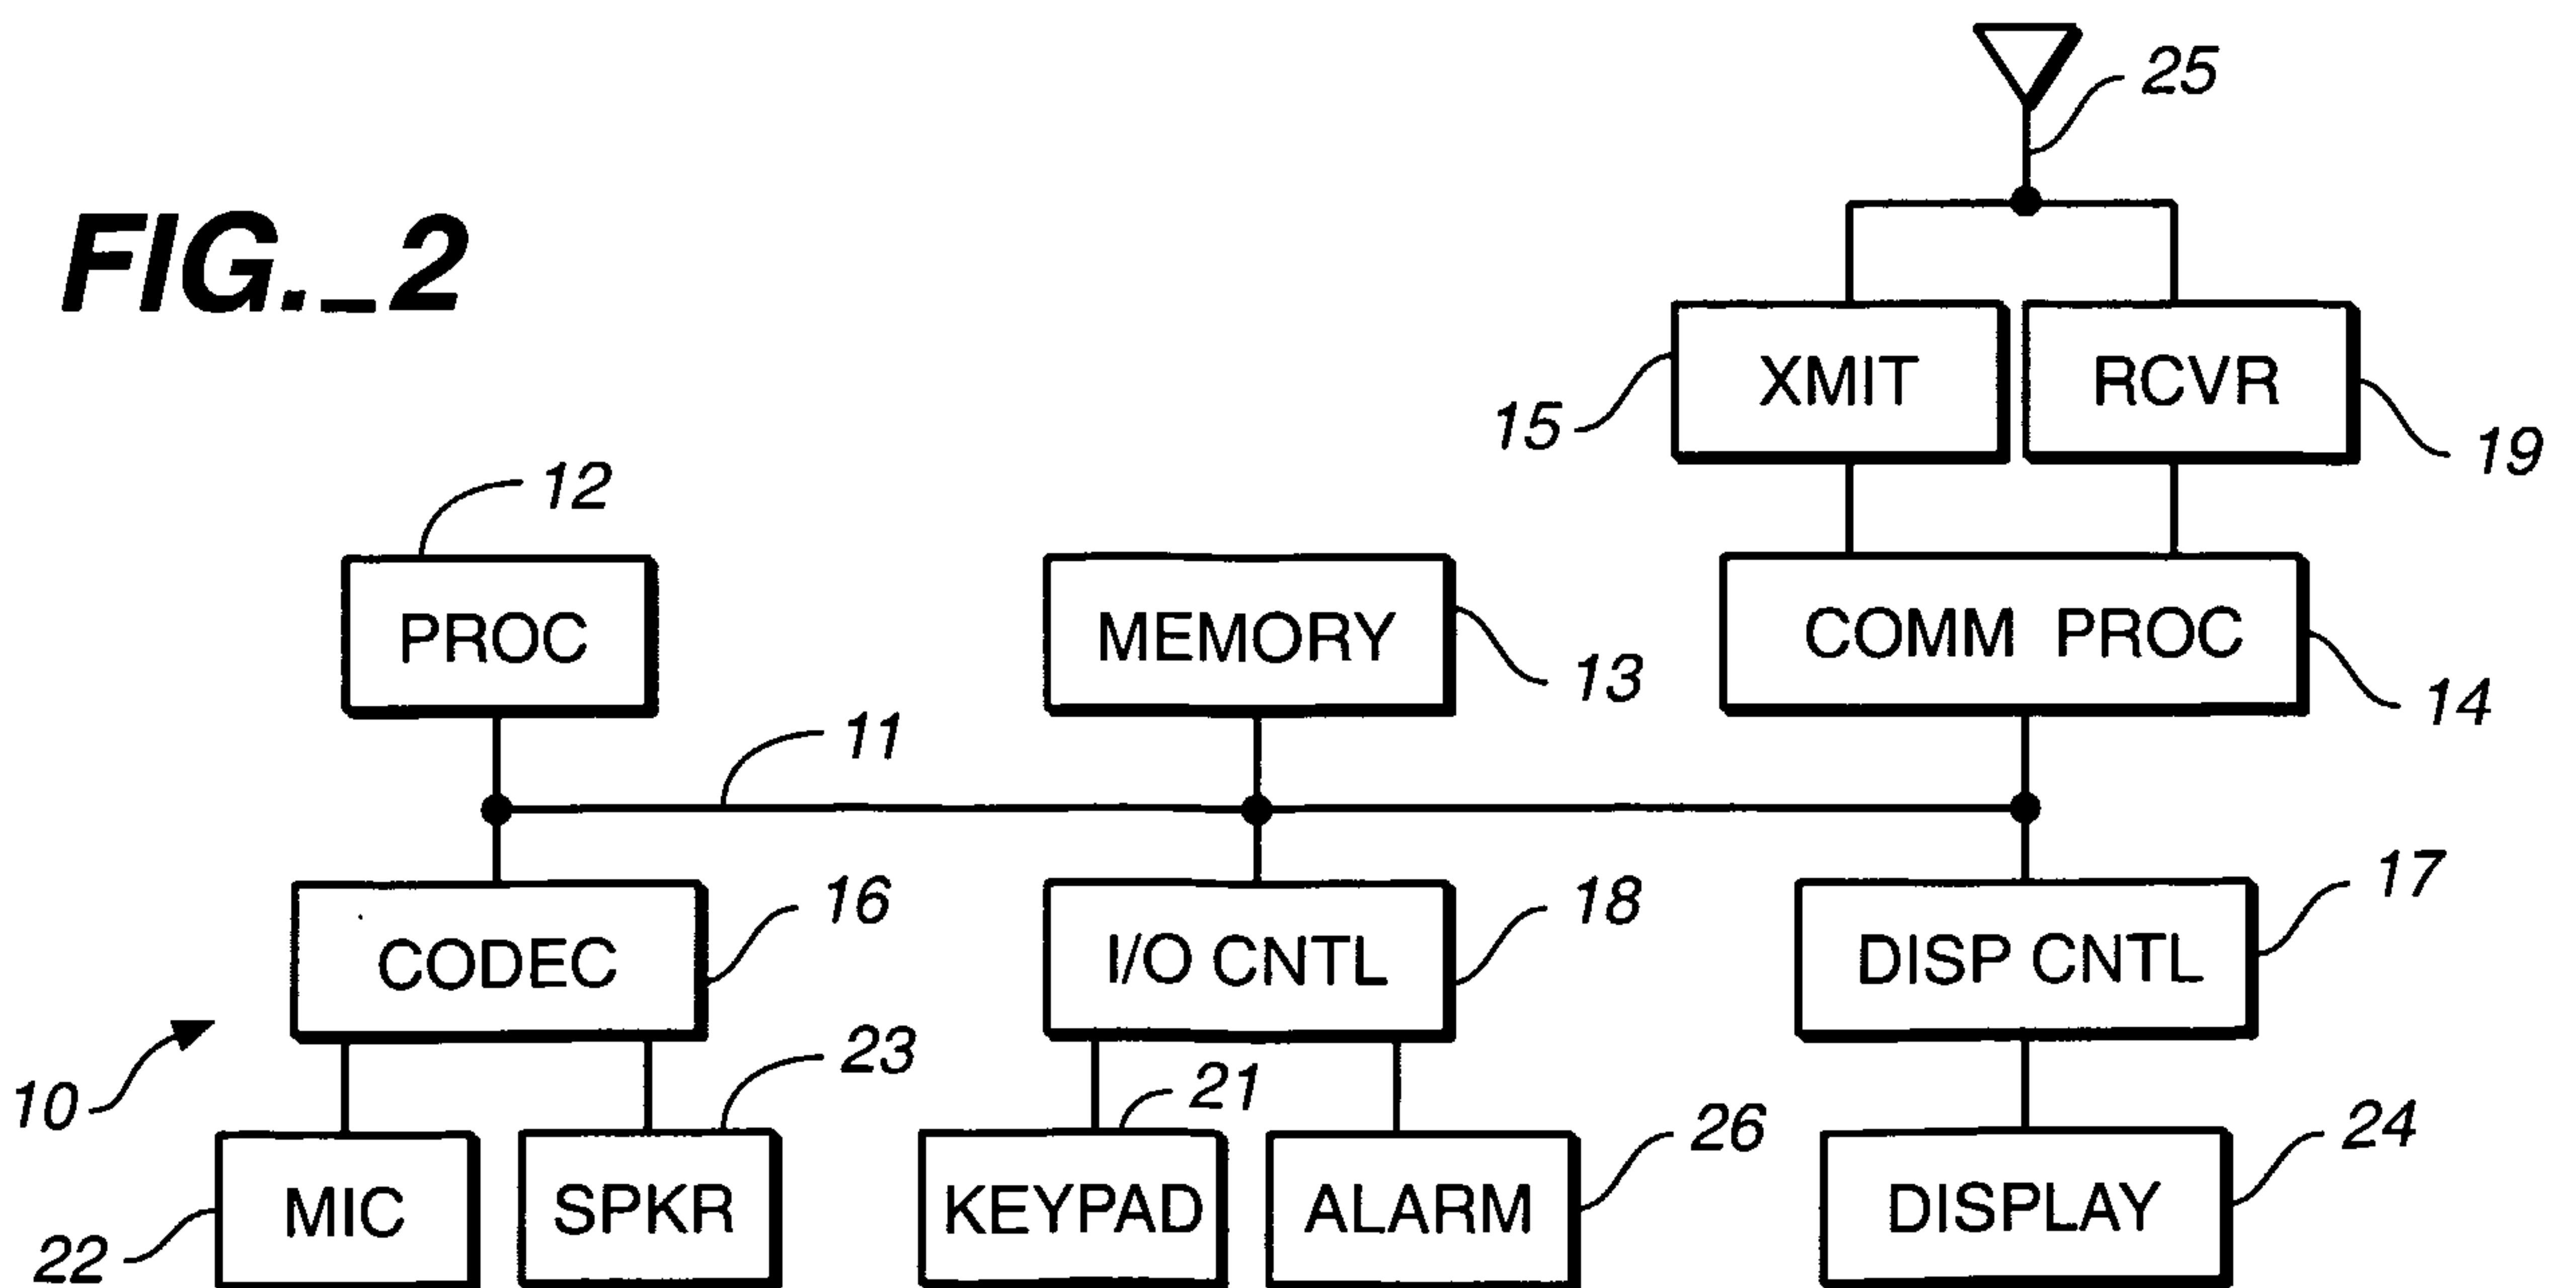 25
FIG._2
XMIT
RCVR
15
19
12
PROC
MEMORY
COMM PROC
13
14
11
CODEC
16
I/O CNTL
18
DISP CNTL
17
10
23
21
26
24
MIC
SPKR
KEYPAD
ALARM
DISPLAY
22